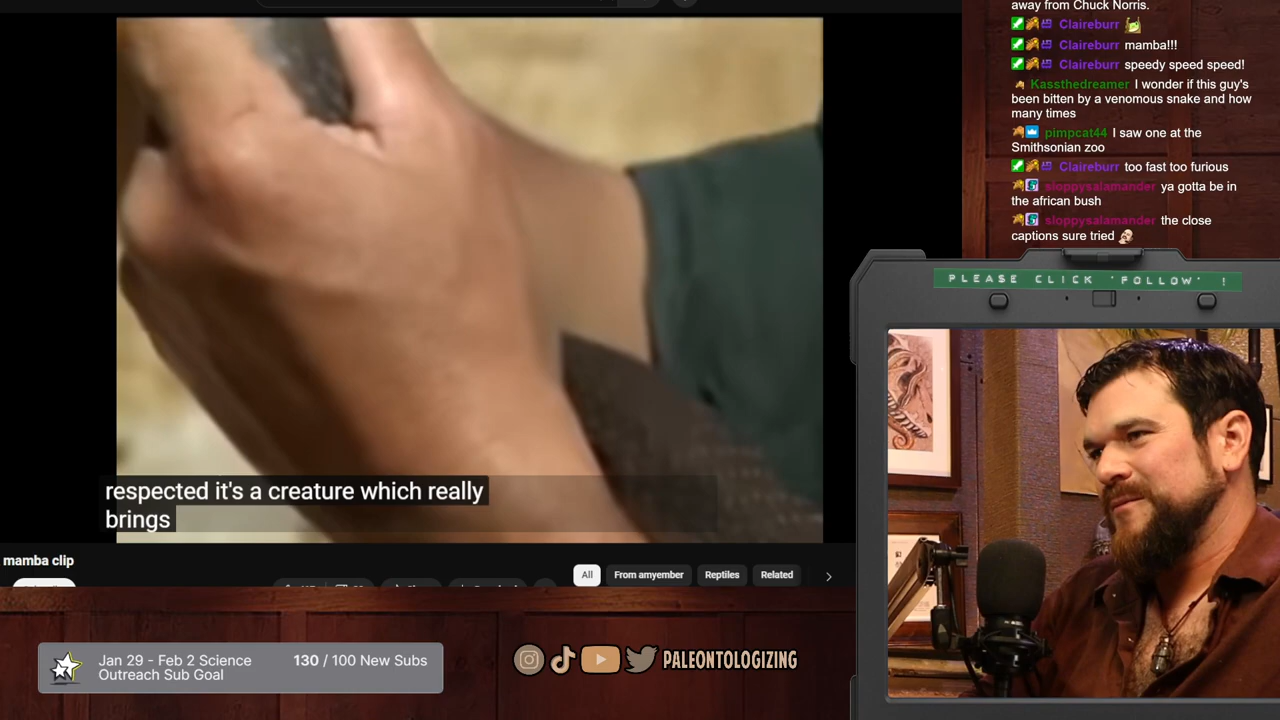 away from Chuck Norris.
Claireburr
Claireburr mamba!!!
Claireburr speedy speed speed!
Kassthedreamer I wonder if this guy's
been bitten by a venomous snake and how
many times
pimpcat44 I saw one at the
Smithsonian zoo
Claireburr too fast too furious
sloppysalamander ya gotta be in
the african bush
sloppysalamander the close
captions sure tried
PLEASE CLICK 'FOLLOW' !
respected it's a creature which really
brings
mamba clip
All From amyember Reptiles Related
Jan 29 - Feb 2 Science 130 / 100 New Subs
Outreach Sub Goal
PALEONTOLOGIZING